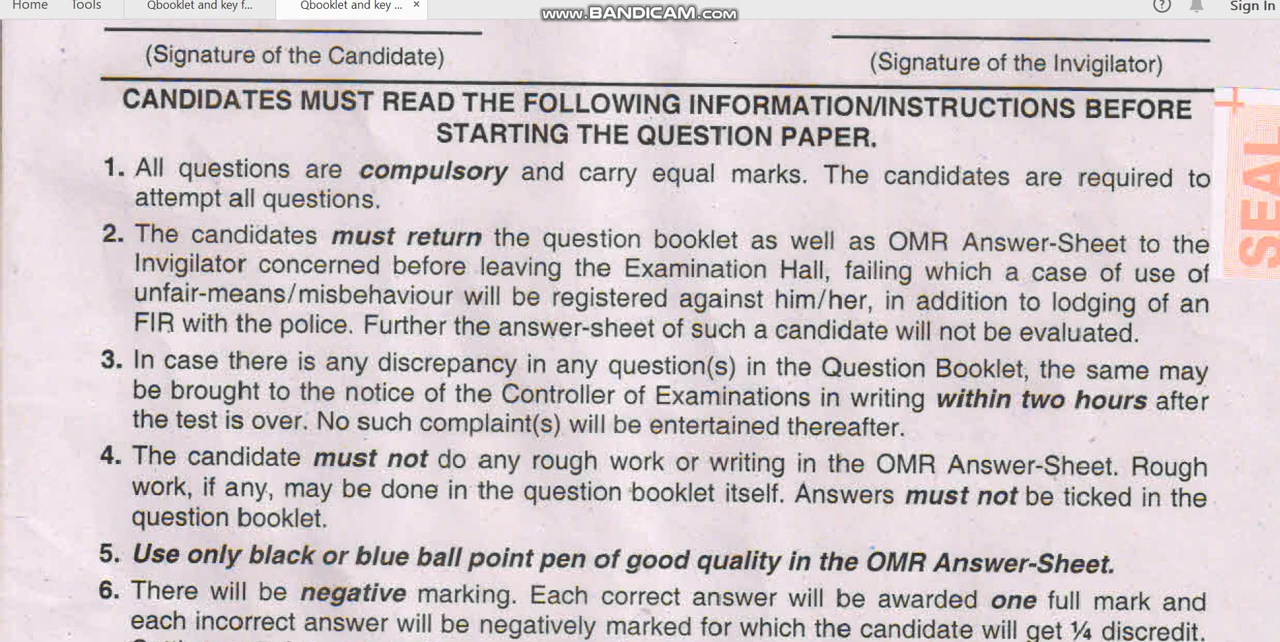 Home Tools Qbooklet and key f... Qbooklet and key ... × www.BANDICAM.com ? Sign In
(Signature of the Candidate) (Signature of the Invigilator)
CANDIDATES MUST READ THE FOLLOWING INFORMATION/INSTRUCTIONS BEFORE
STARTING THE QUESTION PAPER.
1. All questions are compulsory and carry equal marks. The candidates are required to
attempt all questions.
2. The candidates must return the question booklet as well as OMR Answer-Sheet to the
Invigilator concerned before leaving the Examination Hall, failing which a case of use of
unfair-means/misbehaviour will be registered against him/her, in addition to lodging of an
FIR with the police. Further the answer-sheet of such a candidate will not be evaluated.
3. In case there is any discrepancy in any question(s) in the Question Booklet, the same may
be brought to the notice of the Controller of Examinations in writing within two hours after
the test is over. No such complaint(s) will be entertained thereafter.
4. The candidate must not do any rough work or writing in the OMR Answer-Sheet. Rough
work, if any, may be done in the question booklet itself. Answers must not be ticked in the
question booklet.
5. Use only black or blue ball point pen of good quality in the OMR Answer-Sheet.
6. There will be negative marking. Each correct answer will be awarded one full mark and
each incorrect answer will be negatively marked for which the candidate will get ¼ discredit.
SEAL